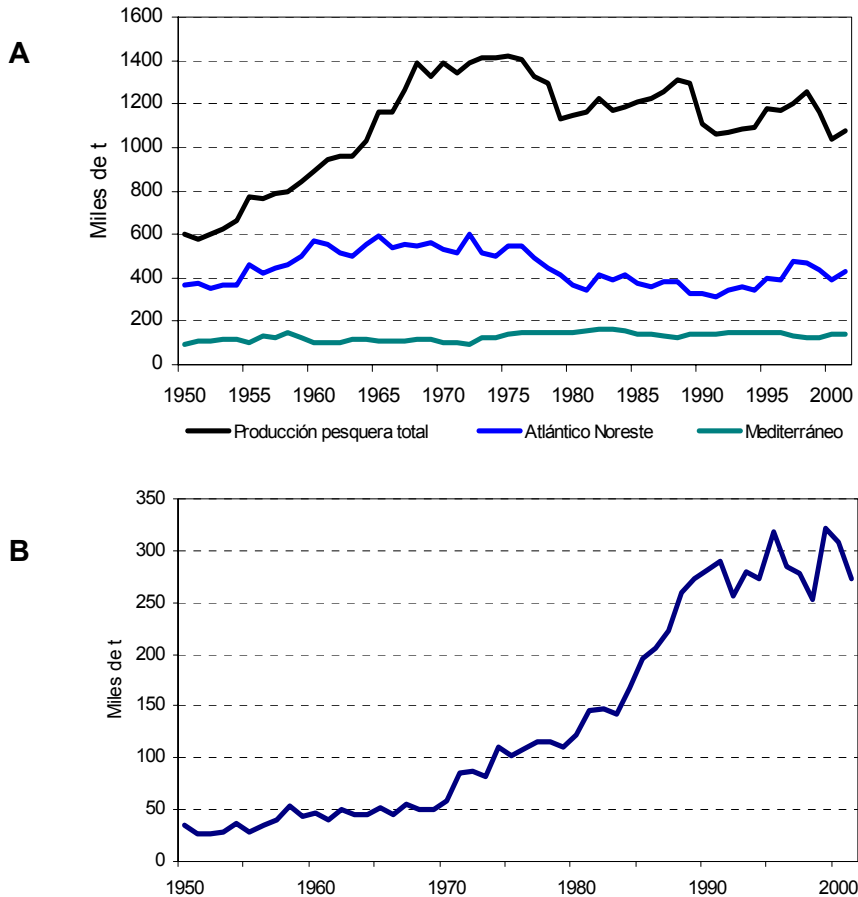 A
Miles de t
1600
1400
1200
1000
800
600
400
200
0
1950 1955 1960 1965 1970 1975 1980 1985 1990 1995 2000
Producción pesquera total Atlántico Noreste Mediterráneo
B
Miles de t
350
300
250
200
150
100
50
0
1950 1960 1970 1980 1990 2000